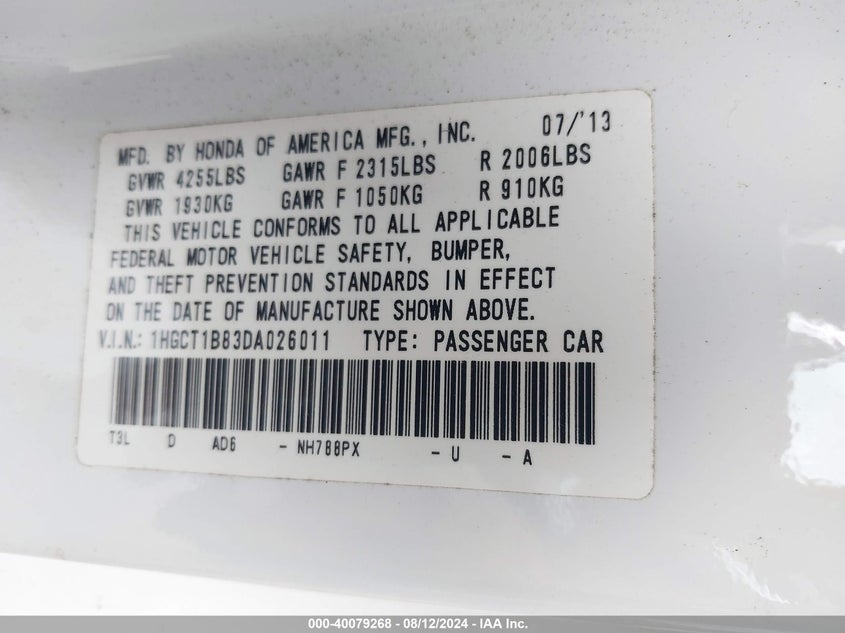 MFD. BY HONDA OF AMERICA MFG., INC. 07/'13
GVWR 4255LBS GAWR F 2315LBS R 2006LBS
GVWR 1930KG GAWR F 1050KG R 910KG
THIS VEHICLE CONFORMS TO ALL APPLICABLE
FEDERAL MOTOR VEHICLE SAFETY, BUMPER,
AND THEFT PREVENTION STANDARDS IN EFFECT
ON THE DATE OF MANUFACTURE SHOWN ABOVE.
V.I.N.: 1HGCT1B83DA026011 TYPE: PASSENGER CAR
T3L D AD6 - NH788PX - U - A
000-40079268 - 08/12/2024 - IAA Inc.